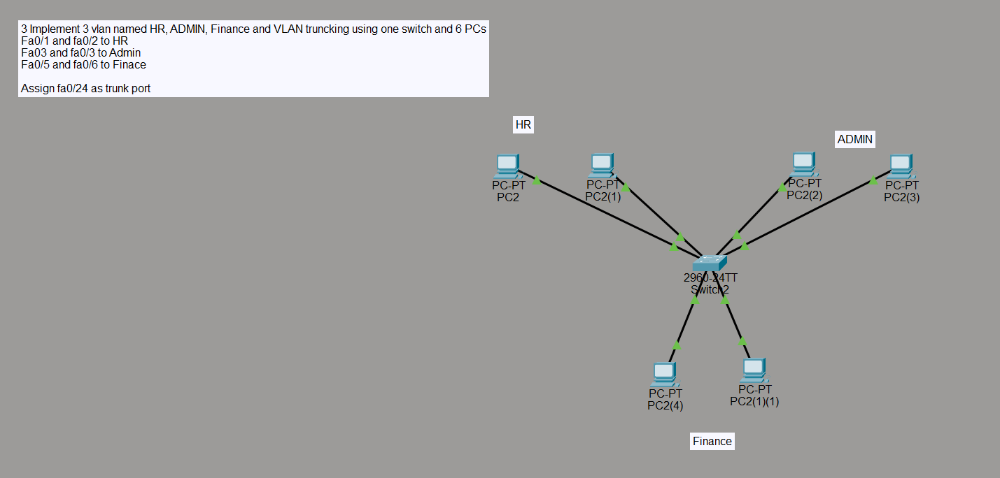 3 Implement 3 vlan named HR, ADMIN, Finance and VLAN truncking using one switch and 6 PCs
Fa0/1 and fa0/2 to HR
Fa03 and fa0/3 to Admin
Fa0/5 and fa0/6 to Finace
Assign fa0/24 as trunk port
HR
ADMIN
PC-PT
PC2
PC-PT
PC2(1)
PC-PT
PC2(2)
PC-PT
PC2(3)
2960-24TT
Switch2
PC-PT
PC2(4)
PC-PT
PC2(1)(1)
Finance